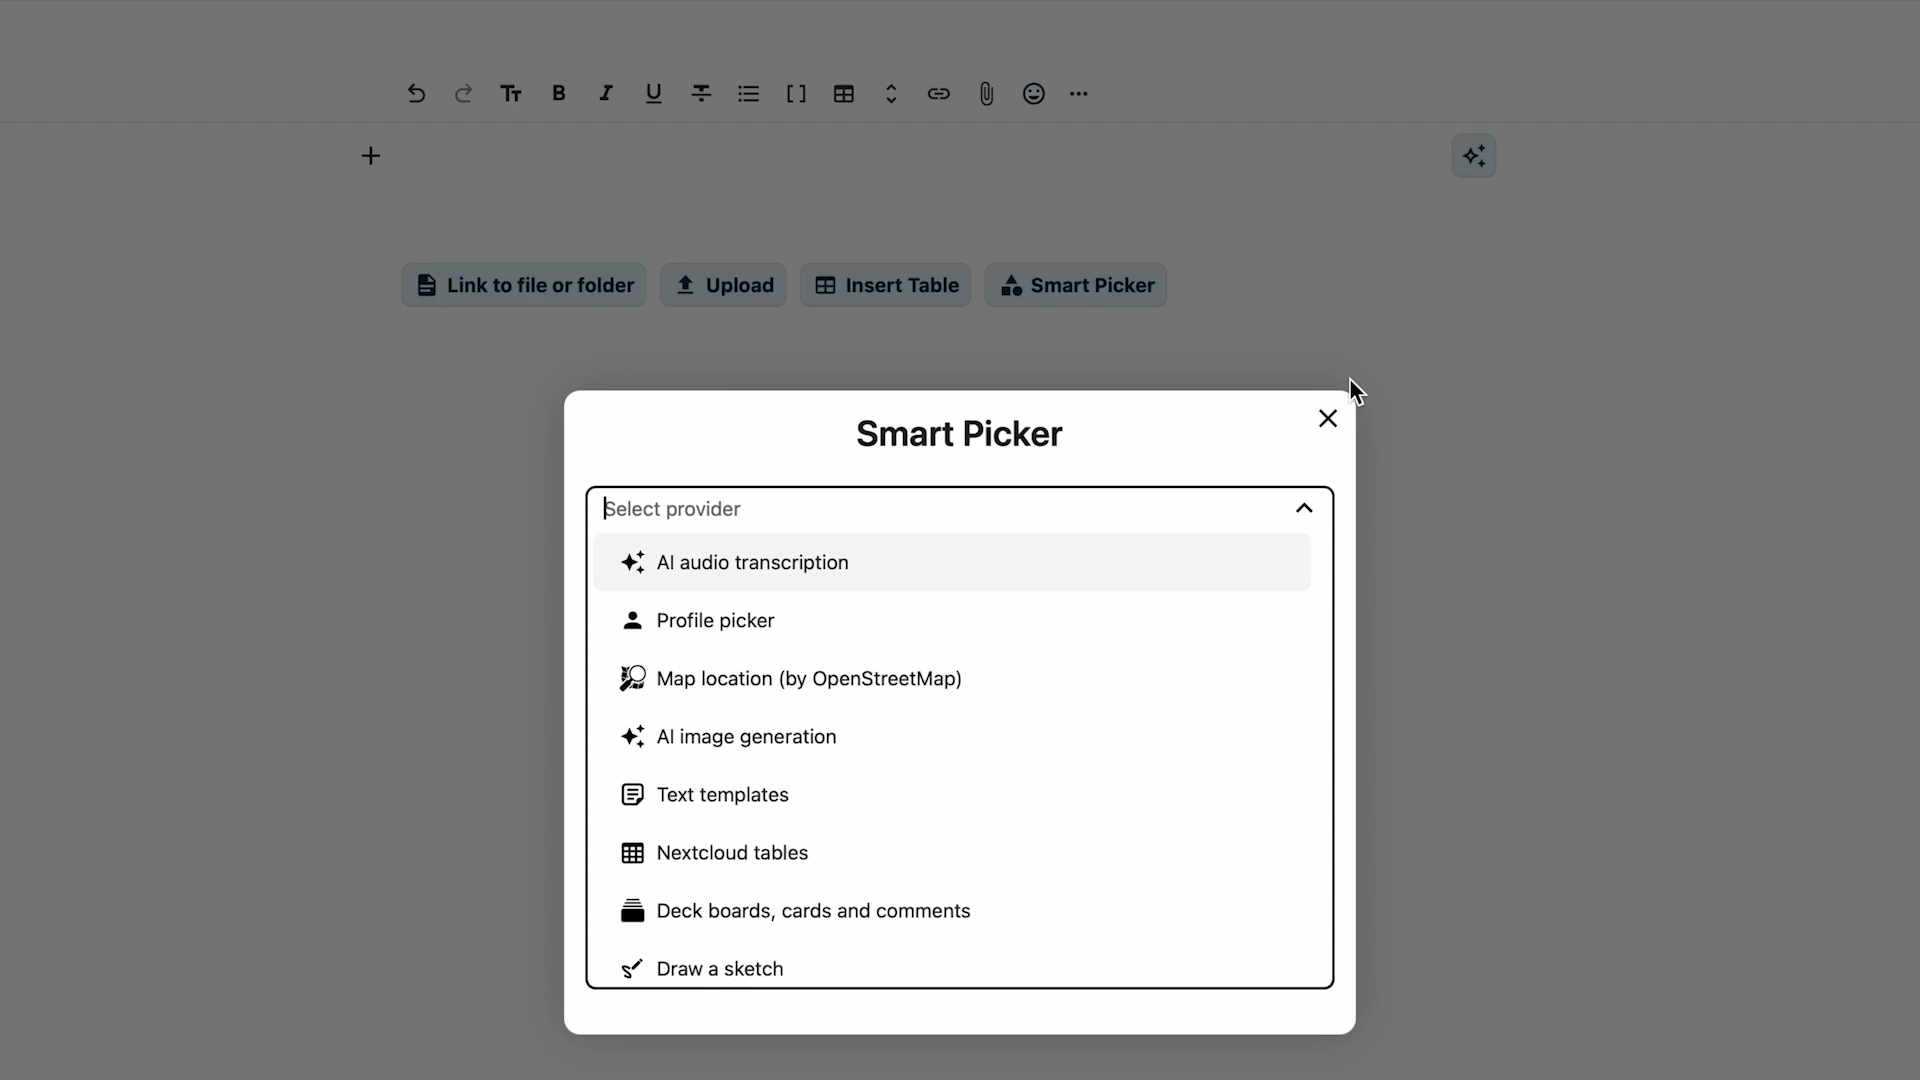 Link to file or folder Upload Insert Table Smart Picker
Smart Picker
Select provider
AI audio transcription
Profile picker
Map location (by OpenStreetMap)
AI image generation
Text templates
Nextcloud tables
Deck boards, cards and comments
Draw a sketch